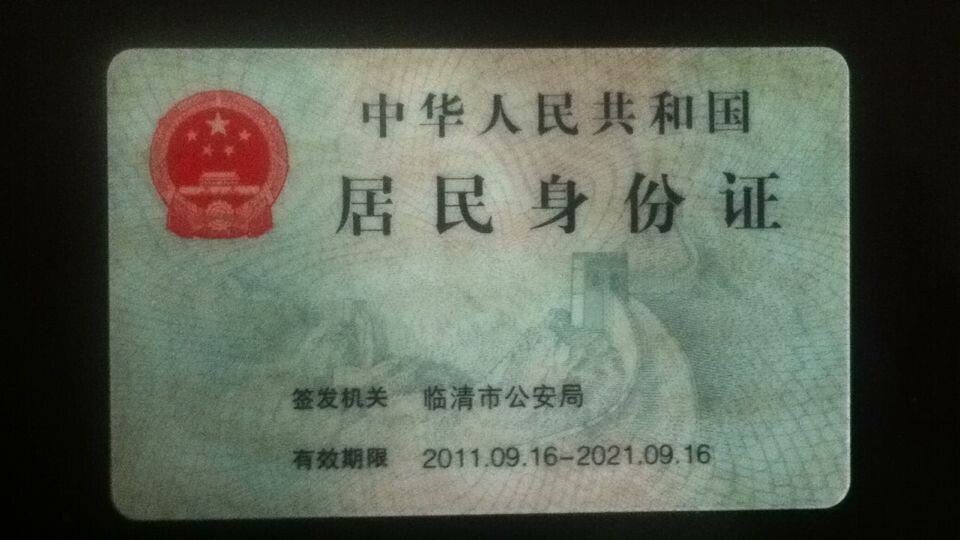 中华人民共和国
居民身份证
签发机关 临清市公安局
有效期限 2011.09.16-2021.09.16